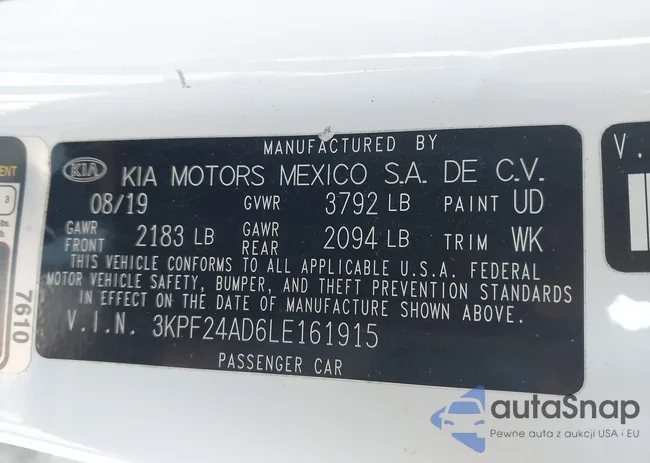 MANUFACTURED BY
KIA KIA MOTORS MEXICO S.A. DE C.V.
08/19 GVWR 3792 LB PAINT UD
GAWR FRONT 2183 LB GAWR REAR 2094 LB TRIM WK
THIS VEHICLE CONFORMS TO ALL APPLICABLE U.S.A. FEDERAL
MOTOR VEHICLE SAFETY, BUMPER, AND THEFT PREVENTION STANDARDS
IN EFFECT ON THE DATE OF MANUFACTURE SHOWN ABOVE.
V.I.N. 3KPF24AD6LE161915
PASSENGER CAR
3
7610
V.
autaSnap
Pewne auta z aukcji USA i EU